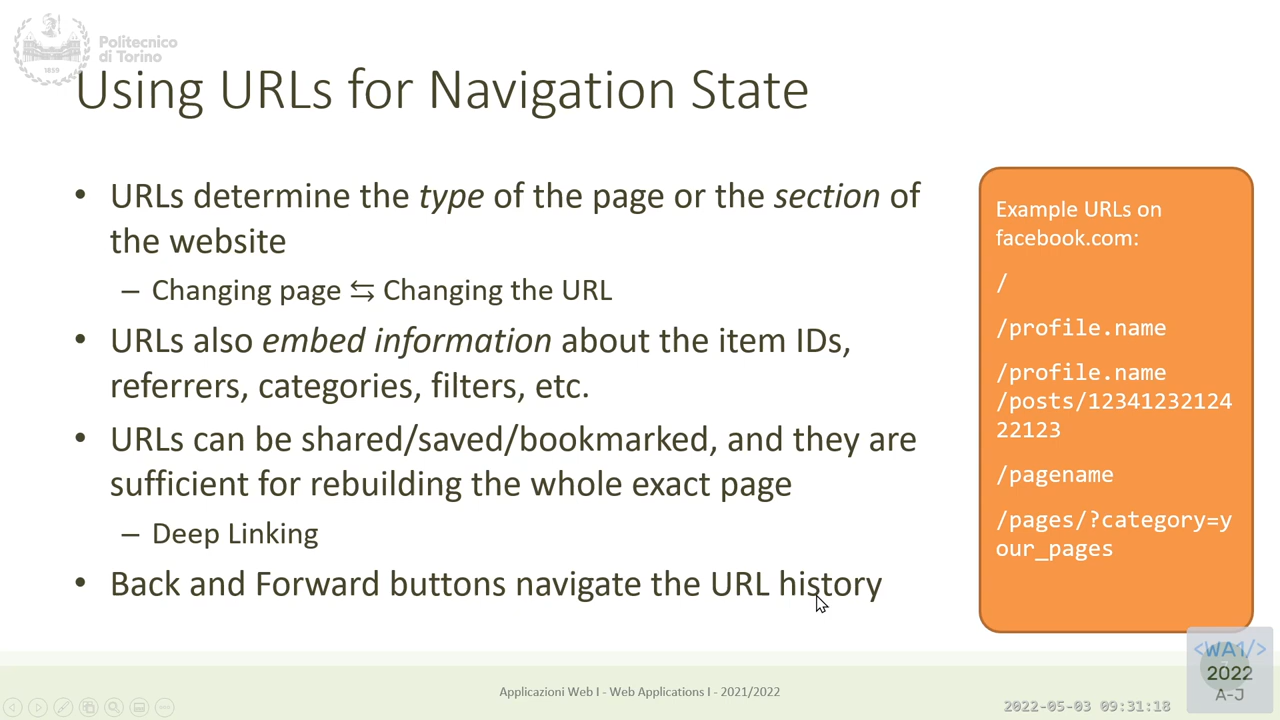 Politecnico
di Torino
1859
Using URLs for Navigation State
• URLs determine the type of the page or the section of
the website
– Changing page ⇆ Changing the URL
• URLs also embed information about the item IDs,
referrers, categories, filters, etc.
• URLs can be shared/saved/bookmarked, and they are
sufficient for rebuilding the whole exact page
– Deep Linking
• Back and Forward buttons navigate the URL history
Example URLs on
facebook.com:
/
/profile.name
/profile.name
/posts/12341232124
22123
/pagename
/pages/?category=y
our_pages
Applicazioni Web I - Web Applications I - 2021/2022
<WA1/>
2022
A-J
2022-05-03 09:31:18